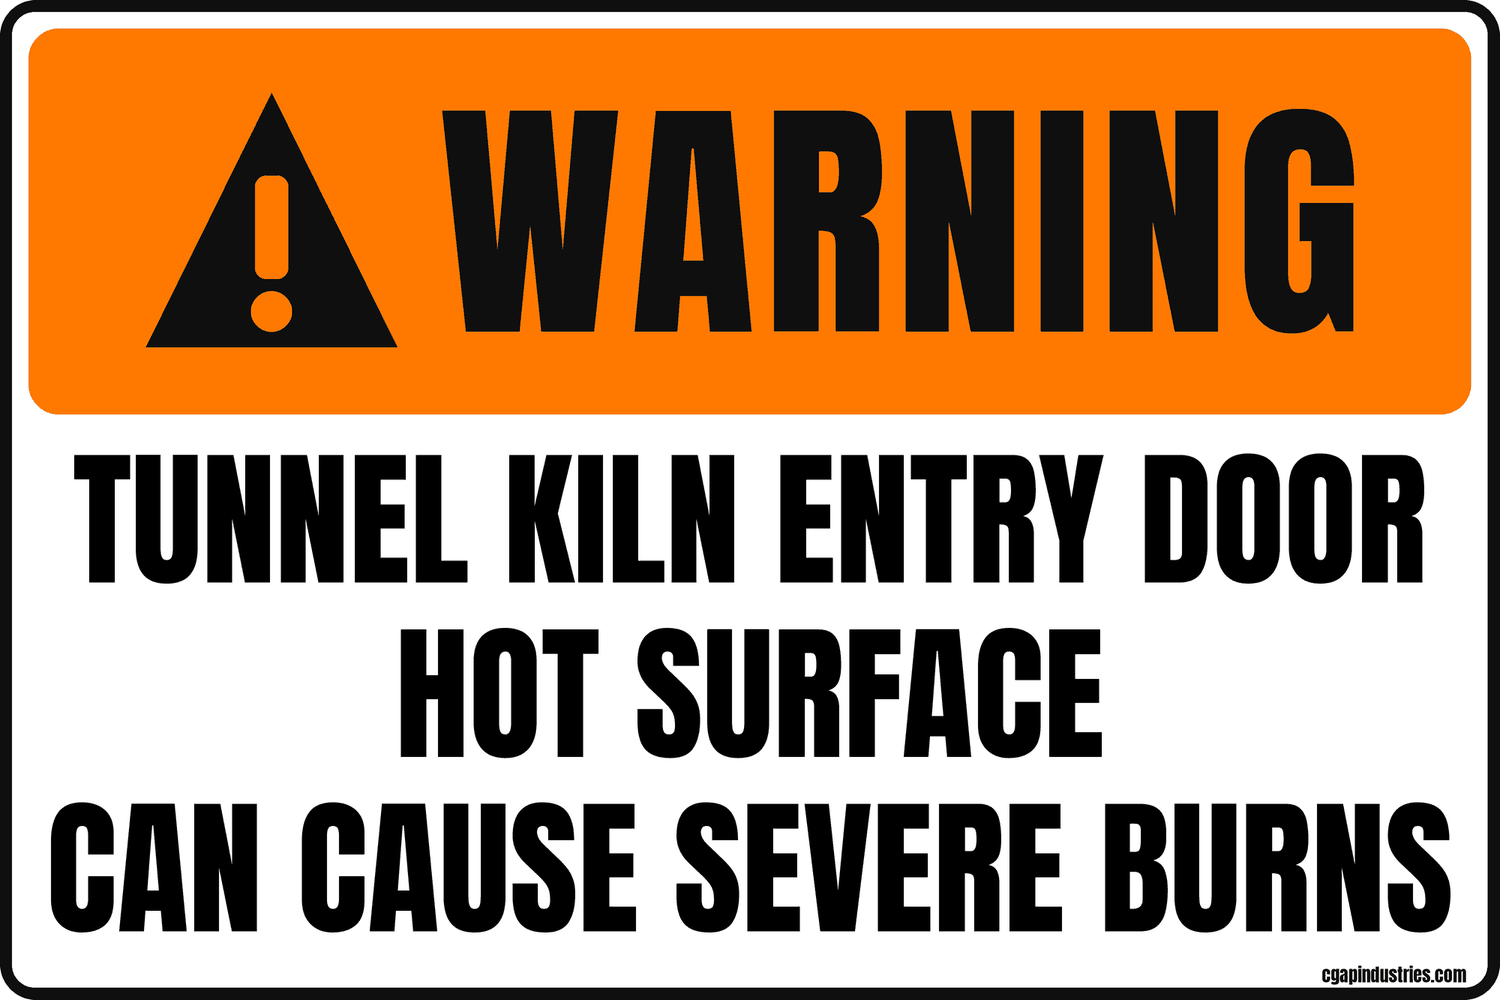 WARNING
TUNNEL KILN ENTRY DOOR
HOT SURFACE
CAN CAUSE SEVERE BURNS
cgapindustries.com